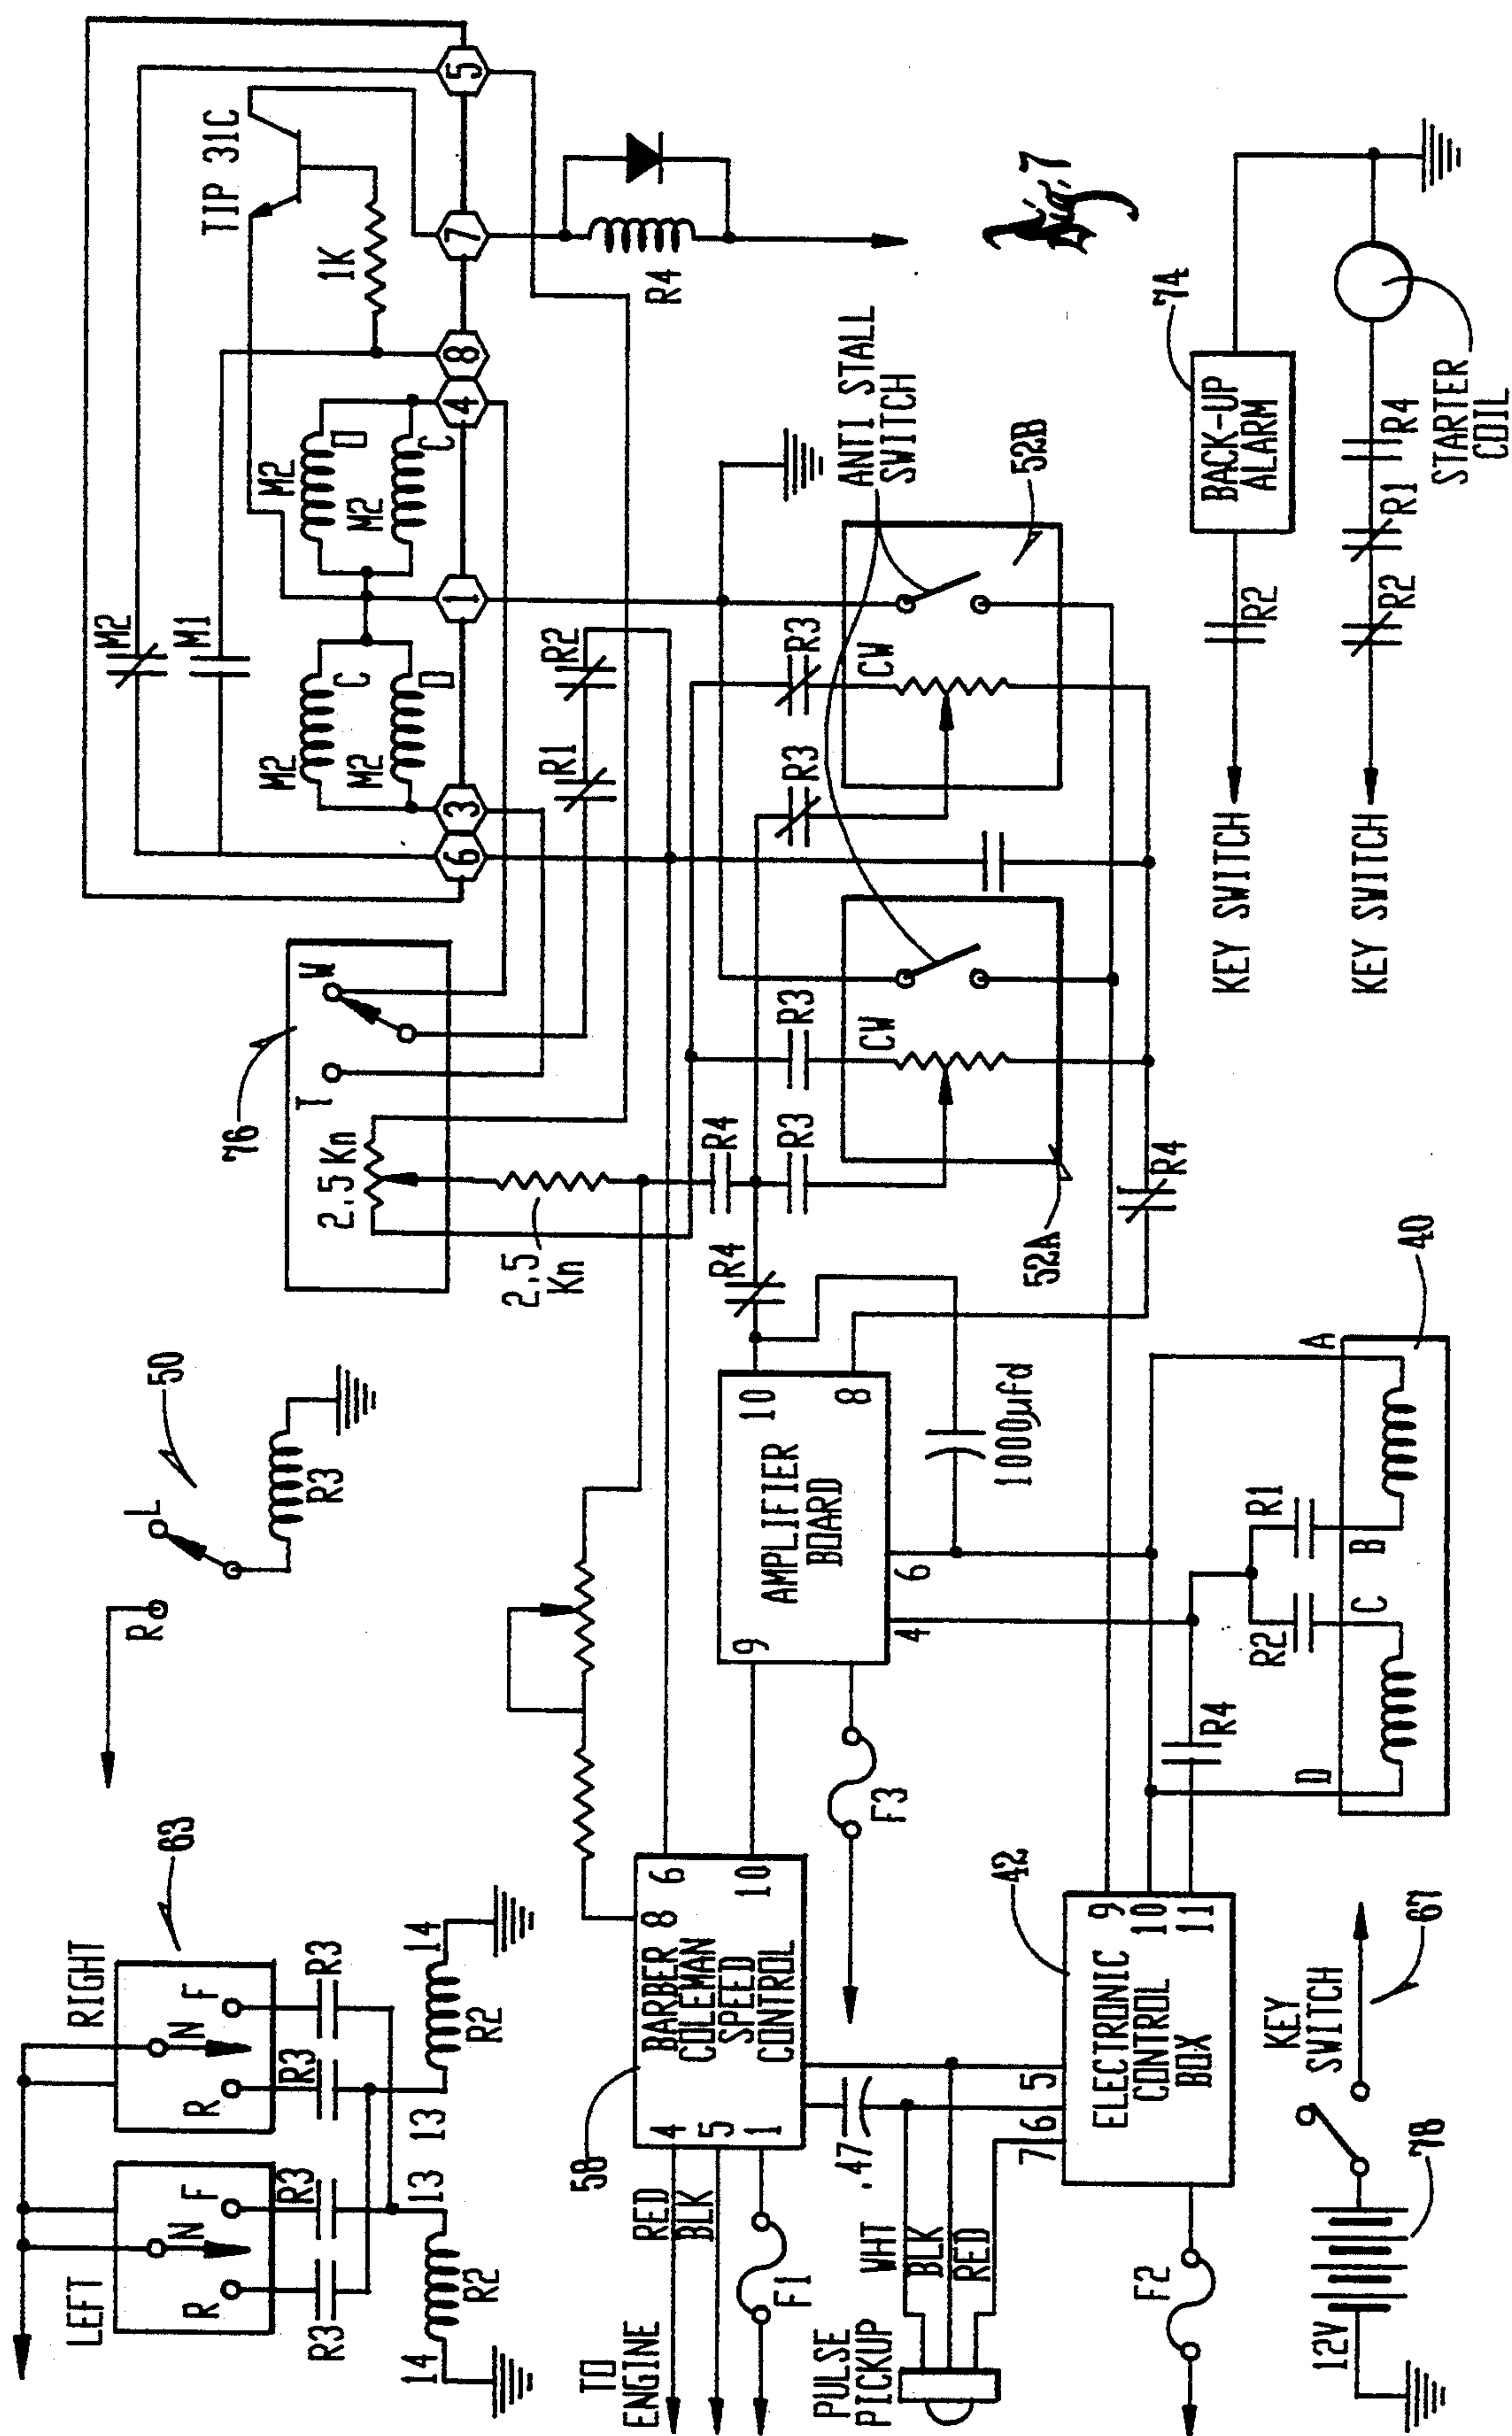 LEFT
R
N
F
RIGHT
R
N
F
63
R3
R3
R3
R3
14
R2
13
13
R2
14
R
L
50
R3
76
T
W
2.5 Kn
2.5
Kn
M2
M1
M2
C
M2
O
M2
O
M2
C
TIP 31C
1K
6
3
1
4
8
7
5
R4
Fig. 7
TO
ENGINE
RED
BLK
4
5
1
F1
58
BARBER
COLEMAN
SPEED
CONTROL
8
6
10
R1
R2
9
AMPLIFIER
BOARD
10
8
4
6
F3
1000µfd
R4
R4
R3
R3
R3
R3
CW
CW
52A
52B
ANTI STALL
SWITCH
R4
PULSE
PICKUP
WHT
BLK
RED
.47
7
6
5
ELECTRONIC
CONTROL
BOX
42
9
10
11
F2
R4
R2
R1
D
C
B
A
40
12V
78
KEY
SWITCH
67
KEY SWITCH
R2
BACK-UP
ALARM
74
KEY SWITCH
R2
R1
R4
STARTER
COIL